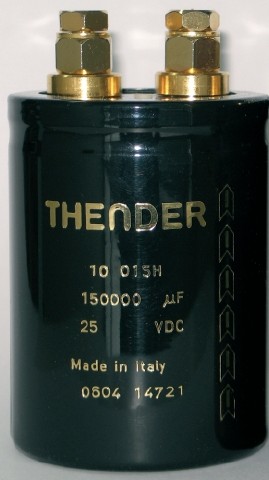 THENDER
10 015H
150000 µF
25 VDC
Made in Italy
0604 14721